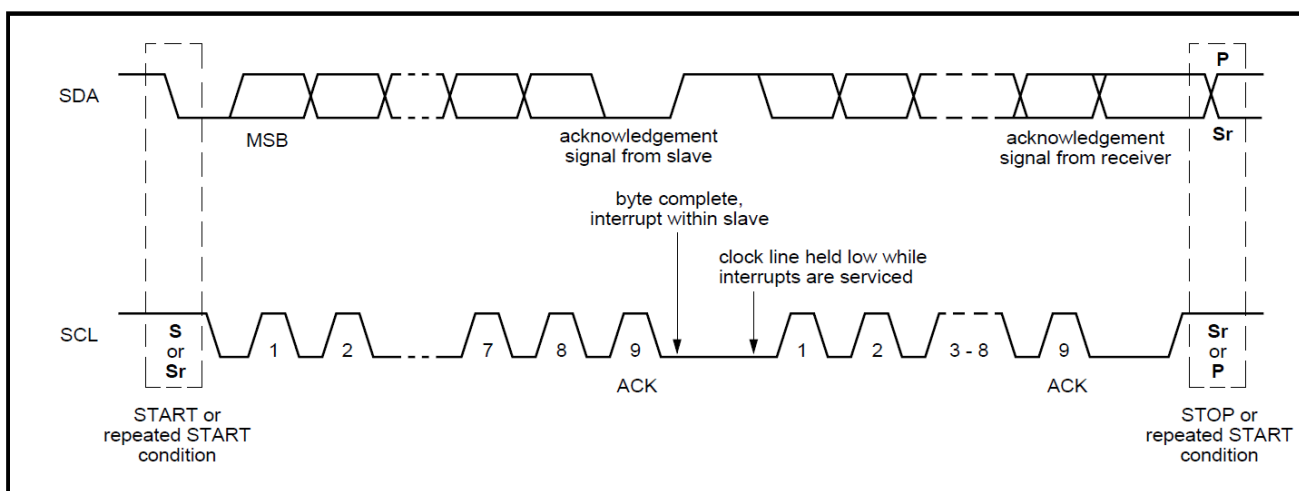 P
SDA
MSB
acknowledgement
signal from slave
acknowledgement
signal from receiver
Sr
byte complete,
interrupt within slave
clock line held low while
interrupts are serviced
SCL
S
or
Sr
1
2
7
8
9
1
2
3 - 8
9
Sr
or
P
ACK
ACK
START or
repeated START
condition
STOP or
repeated START
condition